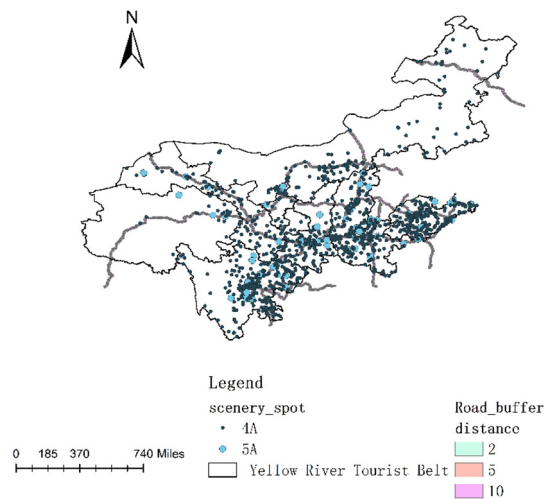 N
Legend
scenery_spot
4A
5A
Yellow River Tourist Belt
Road_buffer
distance
2
5
10
0 185 370 740 Miles